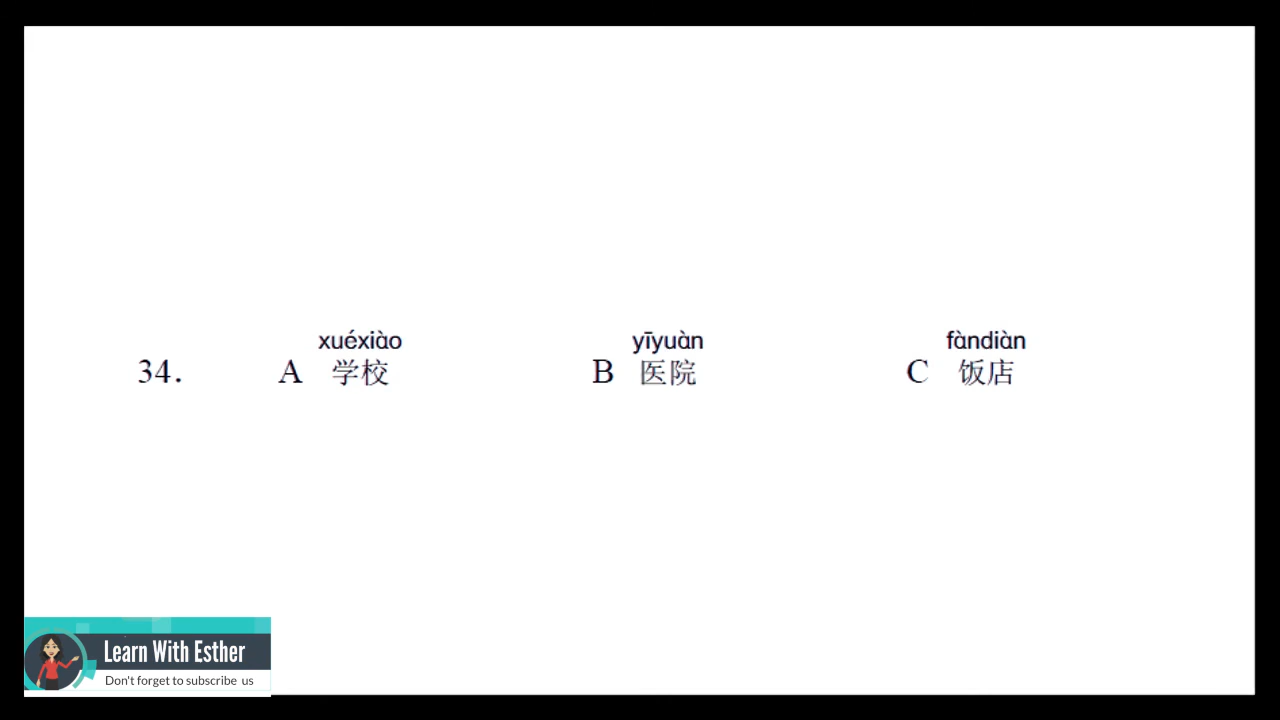 xuéxiào yīyuàn fàndiàn
34. A 学校 B 医院 C 饭店
Learn With Esther
Don't forget to subscribe us